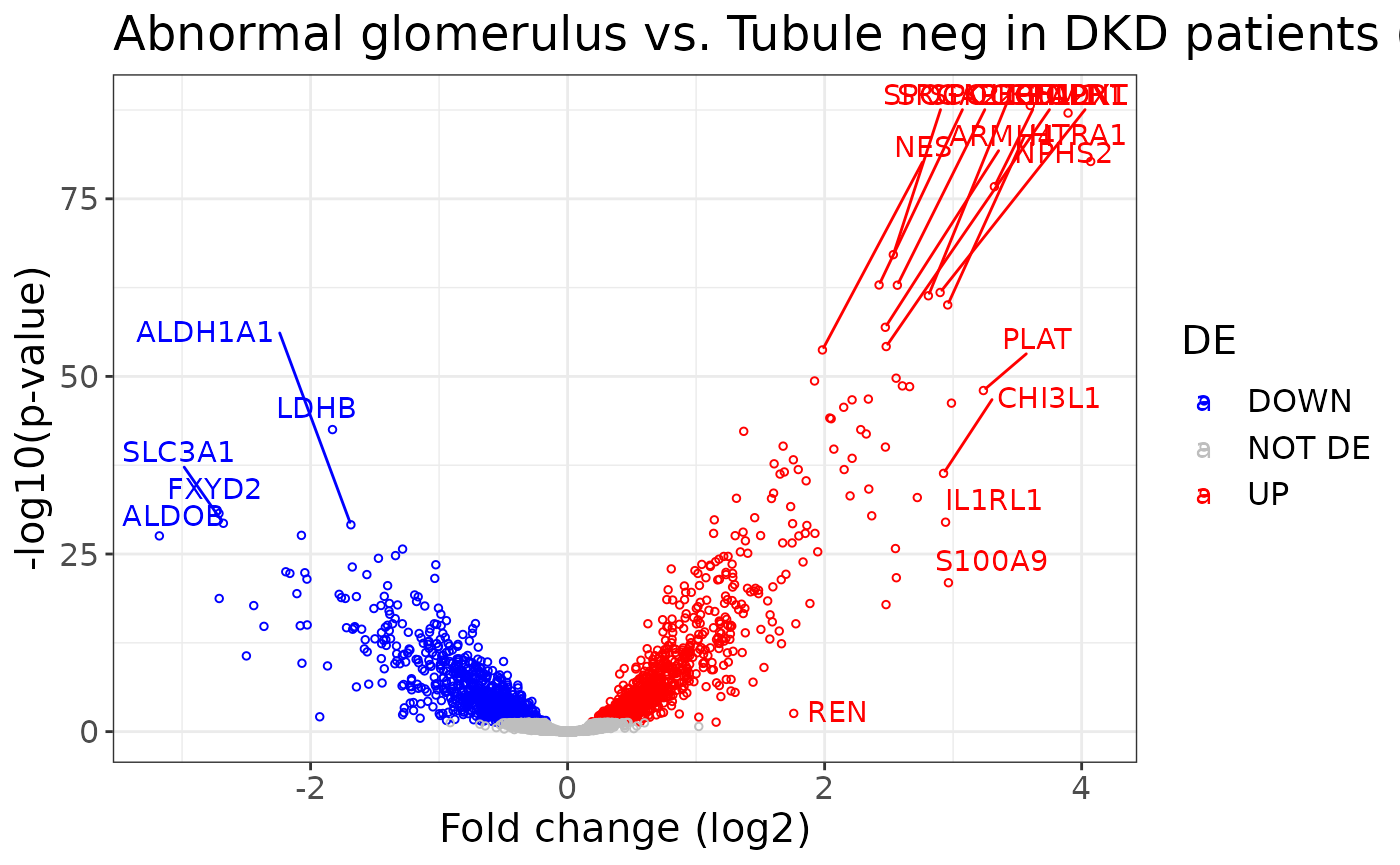 Abnormal glomerulus vs. Tubule neg in DKD patients (
-log10(p-value)
75
50
25
0
-2
0
2
4
Fold change (log2)
NES
ARMH4
HTRA1
NPHS2
ALDH1A1
LDHB
SLC3A1
FXYD2
ALDOB
PLAT
CHI3L1
IL1RL1
S100A9
REN
DE
a DOWN
a NOT DE
a UP